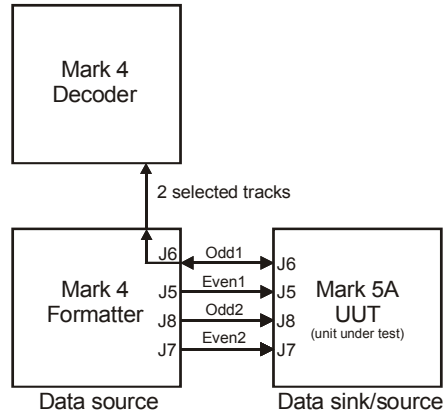 Mark 4
Decoder
2 selected tracks
Mark 4
Formatter
J6
J5
J8
J7
Odd1
Even1
Odd2
Even2
J6
J5
J8
J7
Mark 5A
UUT
(unit under test)
Data source
Data sink/source